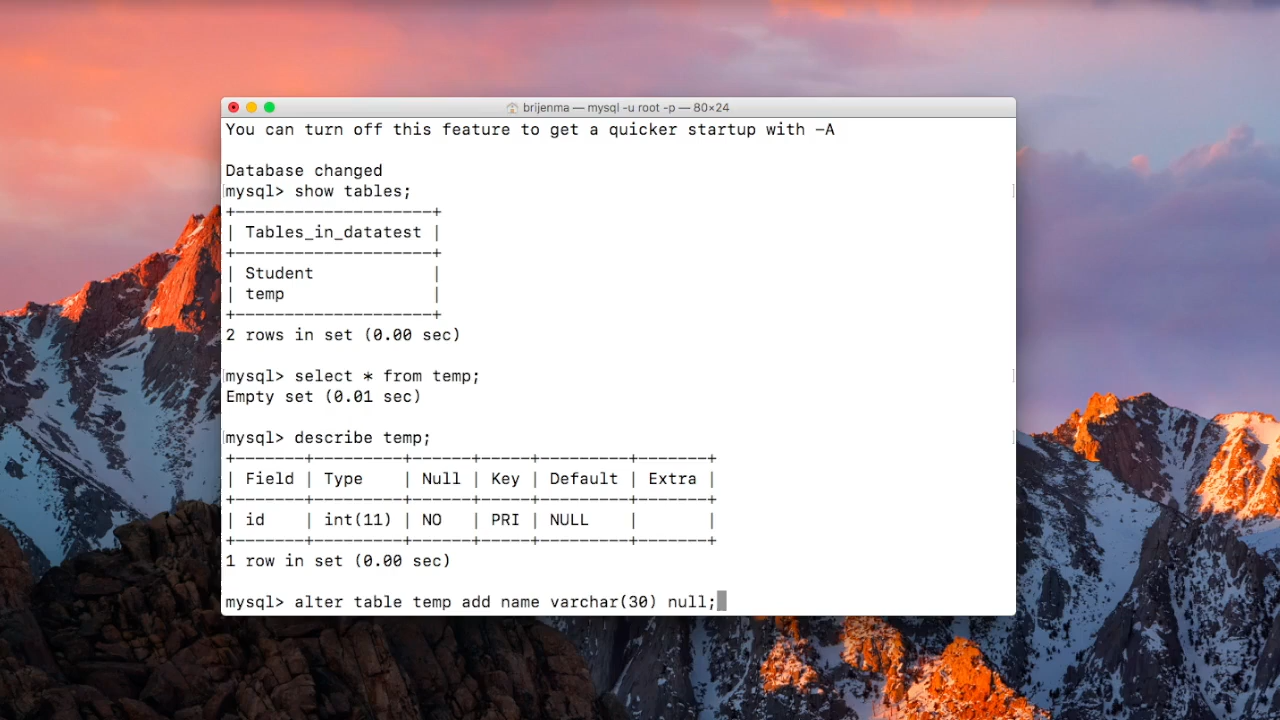 brijenma — mysql -u root -p — 80×24
You can turn off this feature to get a quicker startup with -A
Database changed
mysql> show tables;
+--------------------+
| Tables_in_datatest |
+--------------------+
| Student            |
| temp               |
+--------------------+
2 rows in set (0.00 sec)
mysql> select * from temp;
Empty set (0.01 sec)
mysql> describe temp;
+-------+---------+------+-----+---------+-------+
| Field | Type    | Null | Key | Default | Extra |
+-------+---------+------+-----+---------+-------+
| id    | int(11) | NO   | PRI | NULL    |       |
+-------+---------+------+-----+---------+-------+
1 row in set (0.00 sec)
mysql> alter table temp add name varchar(30) null;